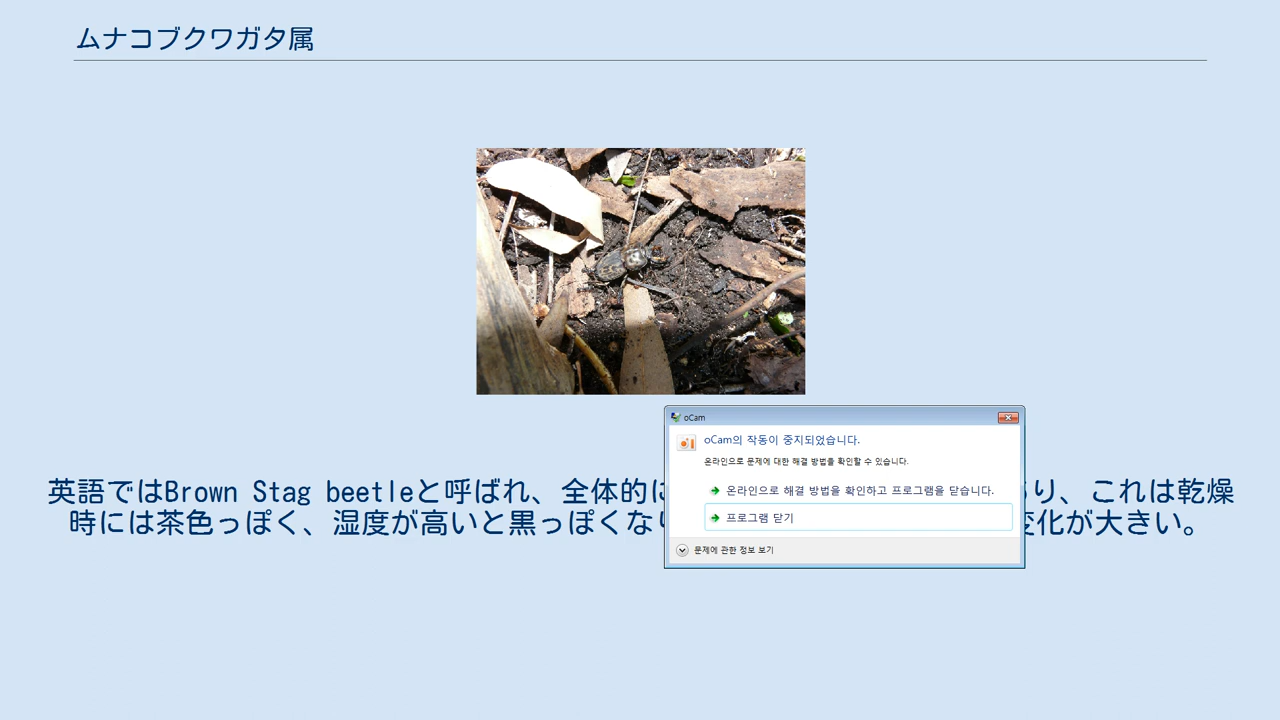 ムナコブクワガタ属
oCam
oCam의 작동이 중지되었습니다.
온라인으로 문제에 대한 해결 방법을 확인할 수 있습니다.
온라인으로 해결 방법을 확인하고 프로그램을 닫습니다.
프로그램 닫기
문제에 관한 정보 보기
英語ではBrown Stag beetleと呼ばれ、全体的に り、これは乾燥
時には茶色っぽく、湿度が高いと黒っぽくな 化が大きい。